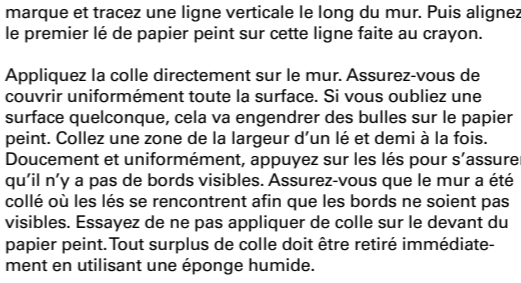 marque et tracez une ligne verticale le long du mur. Puis alignez
le premier lé de papier peint sur cette ligne faite au crayon.
Appliquez la colle directement sur le mur. Assurez-vous de
couvrir uniformément toute la surface. Si vous oubliez une
surface quelconque, cela va engendrer des bulles sur le papier
peint. Collez une zone de la largeur d’un lé et demi à la fois.
Doucement et uniformément, appuyez sur les lés pour s’assurer
qu’il n’y a pas de bords visibles. Assurez-vous que le mur a été
collé où les lés se rencontrent afin que les bords ne soient pas
visibles. Essayez de ne pas appliquer de colle sur le devant du
papier peint. Tout surplus de colle doit être retiré immédiate-
ment en utilisant une éponge humide.